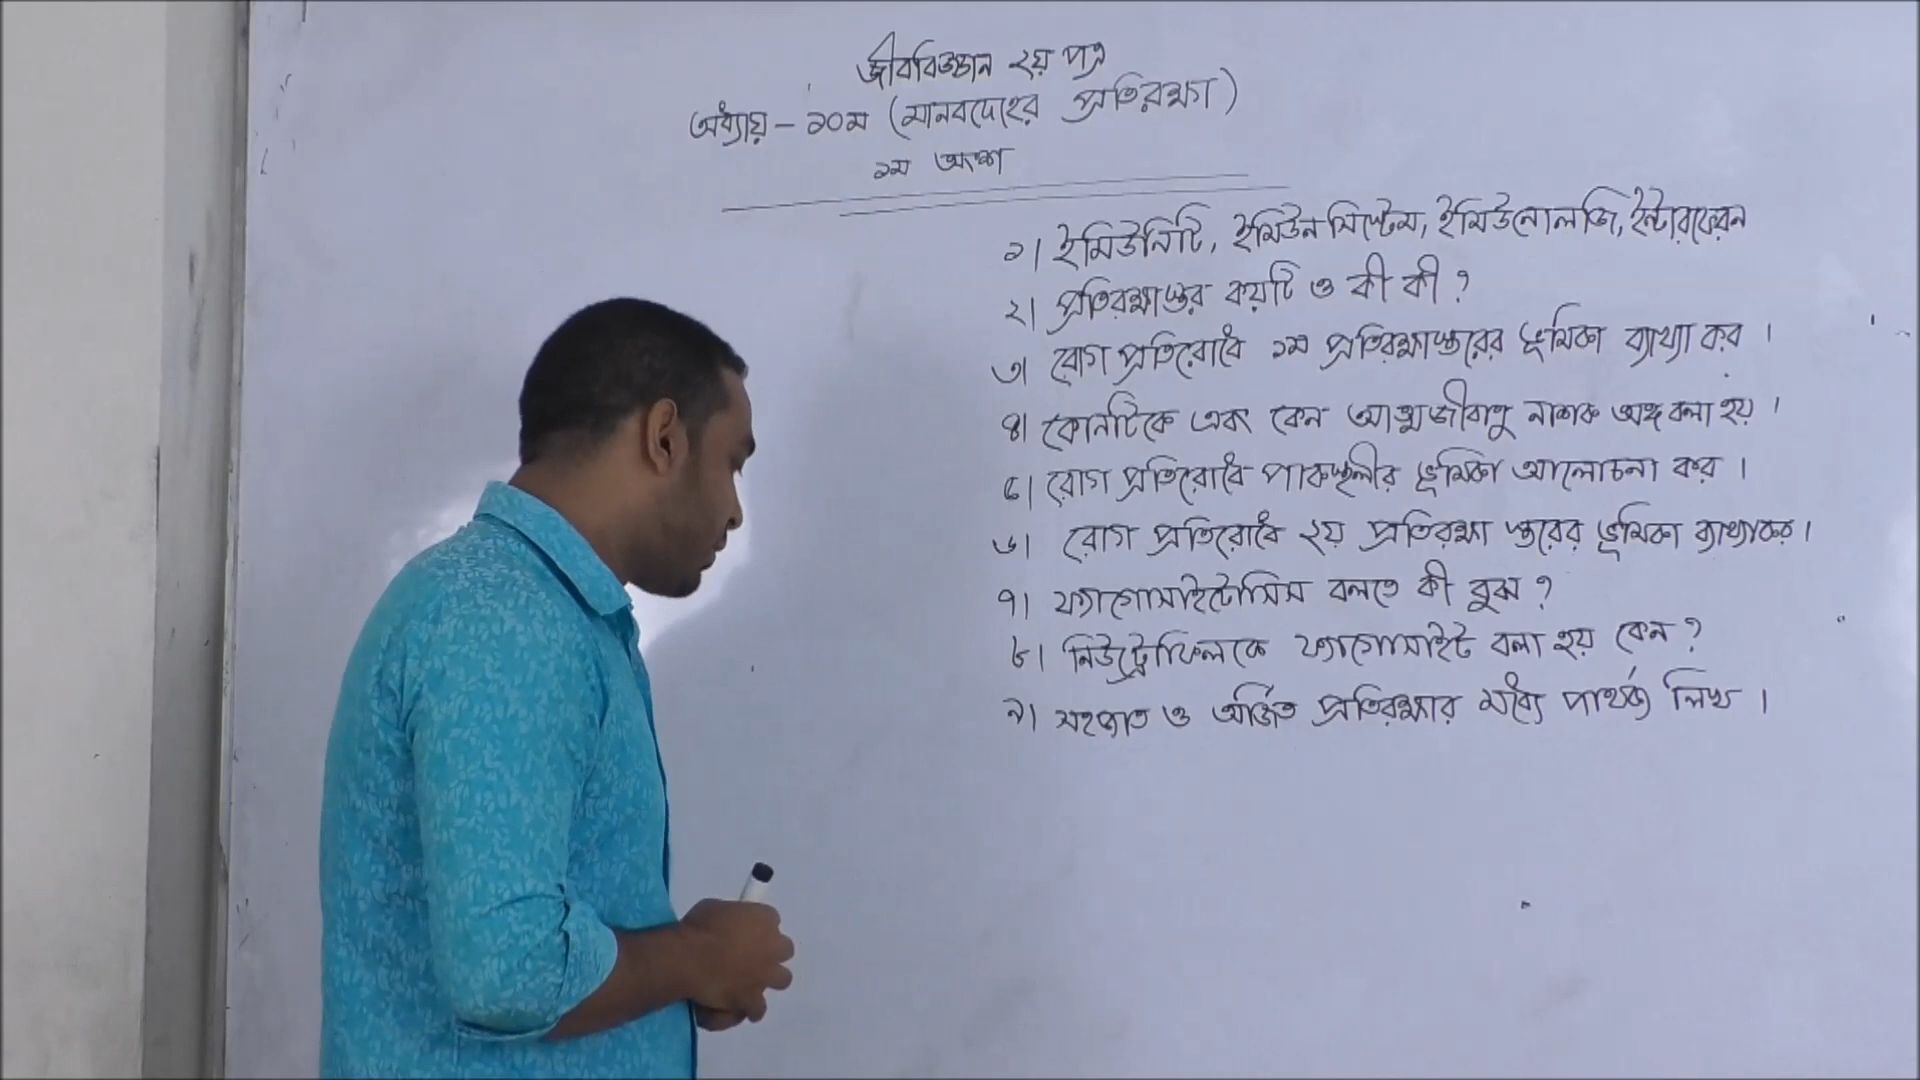 জীববিজ্ঞান ২য় পত্র
অধ্যায় - ১০ম (মানবদেহের প্রতিরক্ষা)
১ম অংশ
১। ইমিউনিটি, ইমিউন সিস্টেম, ইমিউনোলজি, ইন্টারফেরন
২। প্রতিরক্ষাস্তর কয়টি ও কী কী ?
৩। রোগ প্রতিরোধে ১ম প্রতিরক্ষাস্তরের ভূমিকা ব্যাখ্যা কর ।
৪। কোনটিকে এবং কেন আত্মজীবাণু নাশক অঙ্গ বলা হয় ।
৫। রোগ প্রতিরোধে পাকস্থলীর ভূমিকা আলোচনা কর ।
৬। রোগ প্রতিরোধে ২য় প্রতিরক্ষা স্তরের ভূমিকা ব্যাখ্যা কর ।
৭। ফ্যাগোসাইটোসিস বলতে কী বুঝ ?
৮। নিউট্রোফিলকে ফ্যাগোসাইট বলা হয় কেন ?
৯। সহজাত ও অর্জিত প্রতিরক্ষার মধ্যে পার্থক্য লিখ ।